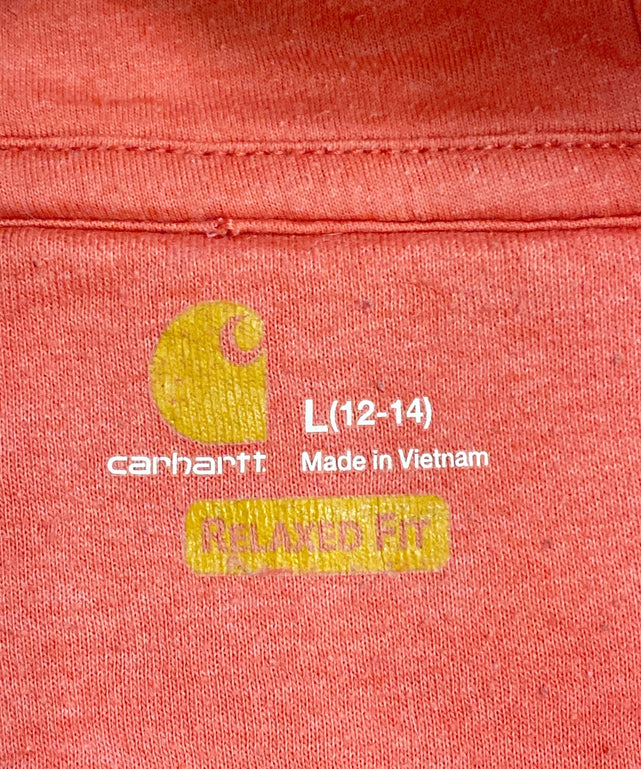 carhartt
L(12-14)
Made in Vietnam
RELAXED FIT